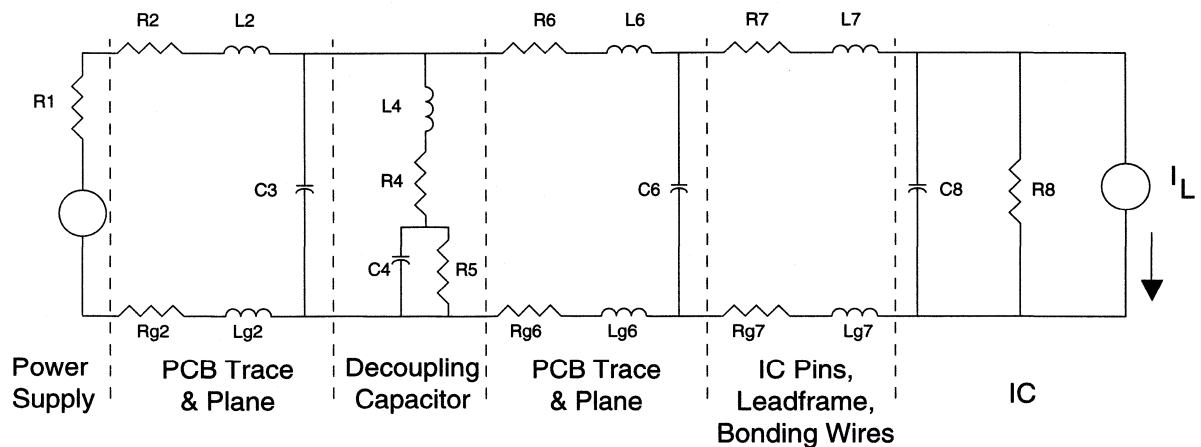 R2
L2
R6
L6
R7
L7
R1
L4
R4
C3
C4
R5
C6
C8
R8
I L
Rg2
Lg2
Rg6
Lg6
Rg7
Lg7
Power
Supply
PCB Trace
& Plane
Decoupling
Capacitor
PCB Trace
& Plane
IC Pins,
Leadframe,
Bonding Wires
IC